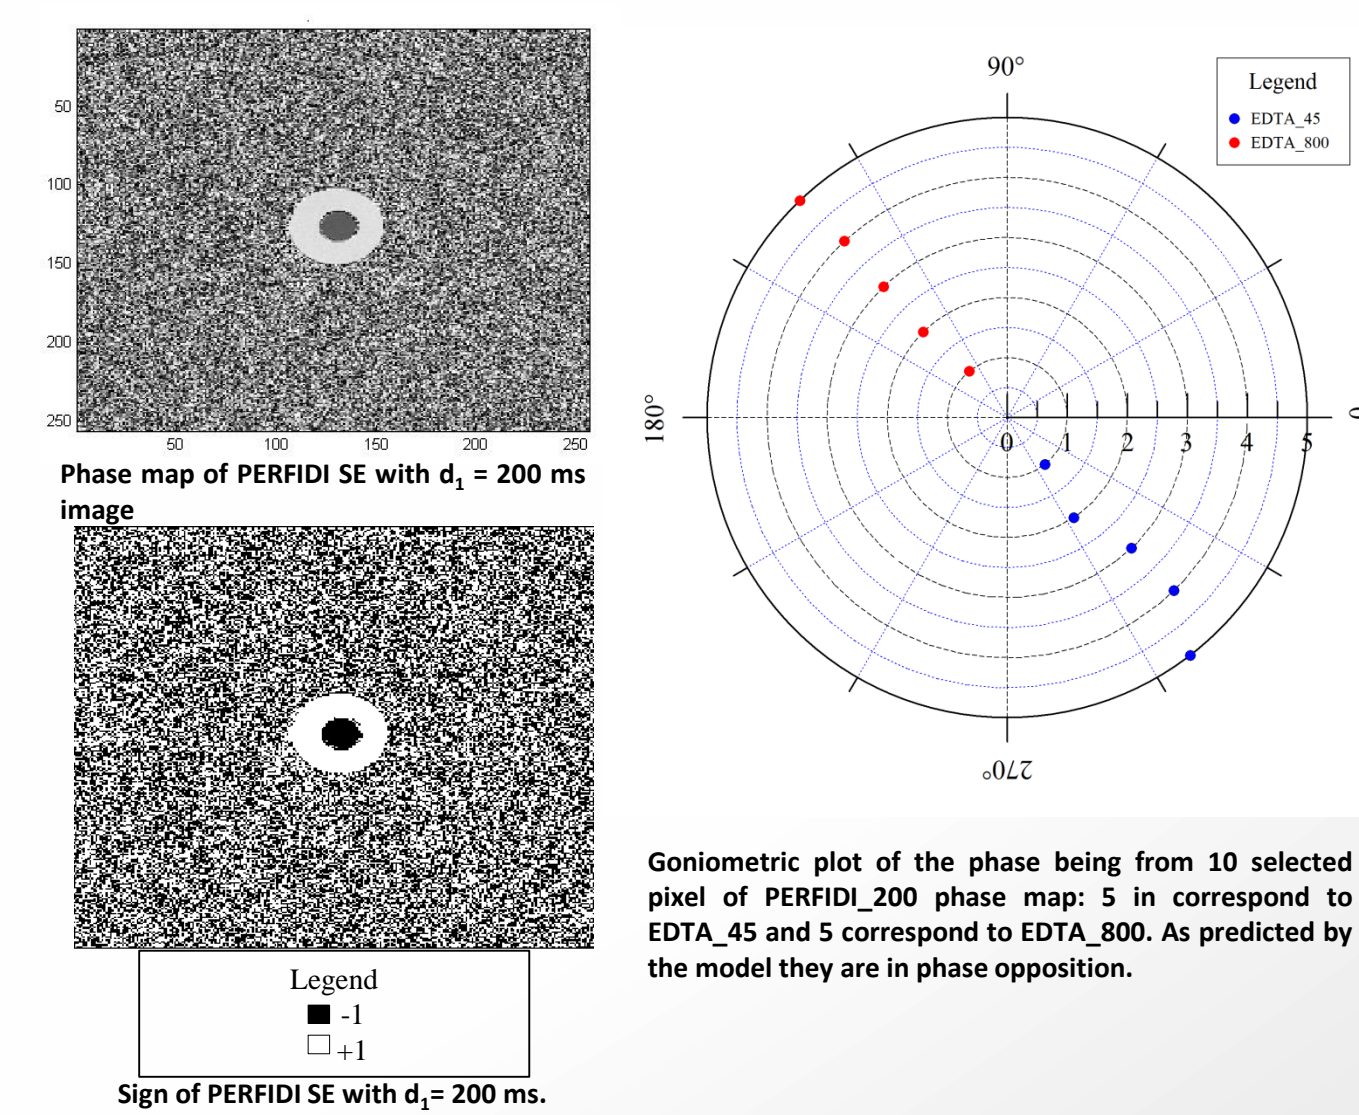 50
100
150
200
250
50 100 150 200 250
Phase map of PERFIDI SE with d₁ = 200 ms
image
Legend
-1
+1
Sign of PERFIDI SE with d₁= 200 ms.
90°
Legend
EDTA_45
EDTA_800
180°
0 1 2 3 4 5
270°
Goniometric plot of the phase being from 10 selected
pixel of PERFIDI_200 phase map: 5 in correspond to
EDTA_45 and 5 correspond to EDTA_800. As predicted by
the model they are in phase opposition.